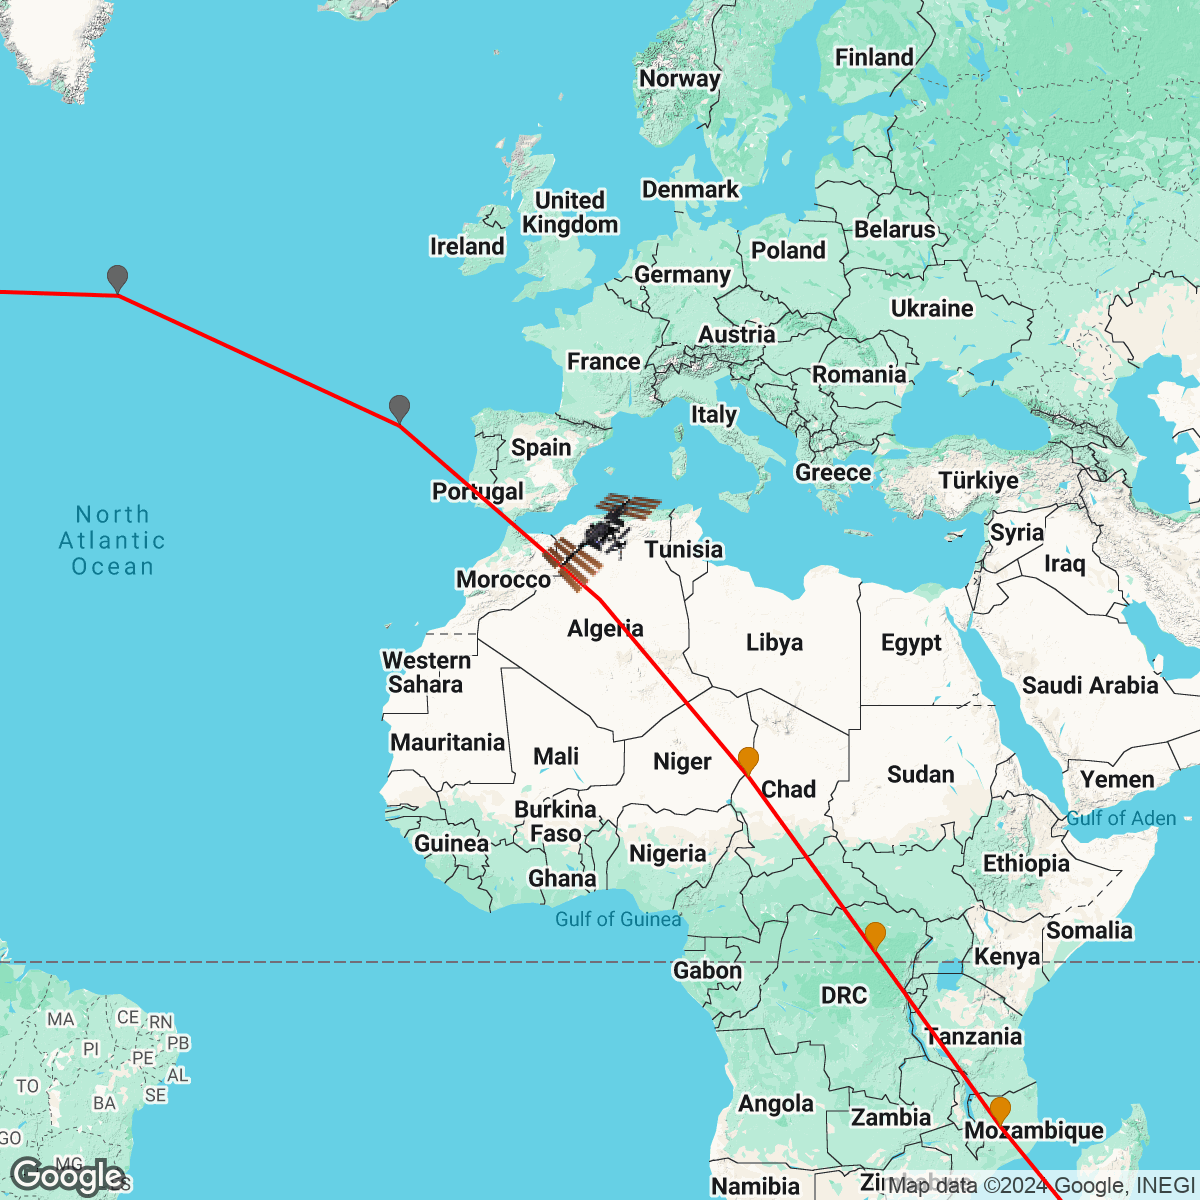 Finland
Norway
Denmark
United
Kingdom
Ireland
Belarus
Poland
Germany
Ukraine
Austria
France
Romania
Italy
Spain
Greece
Türkiye
Portugal
North
Atlantic
Ocean
Syria
Tunisia
Iraq
Morocco
Algeria
Libya
Egypt
Western
Sahara
Saudi Arabia
Mauritania
Mali
Niger
Chad
Sudan
Yemen
Burkina
Faso
Gulf of Aden
Guinea
Nigeria
Ethiopia
Ghana
Gulf of Guinea
Somalia
Kenya
Gabon
DRC
MA
CE
RN
Tanzania
PI
PE
PB
TO
AL
BA
SE
Angola
Zambia
Mozambique
GO
MG
Google
Namibia
Map data ©2024 Google, INEGI